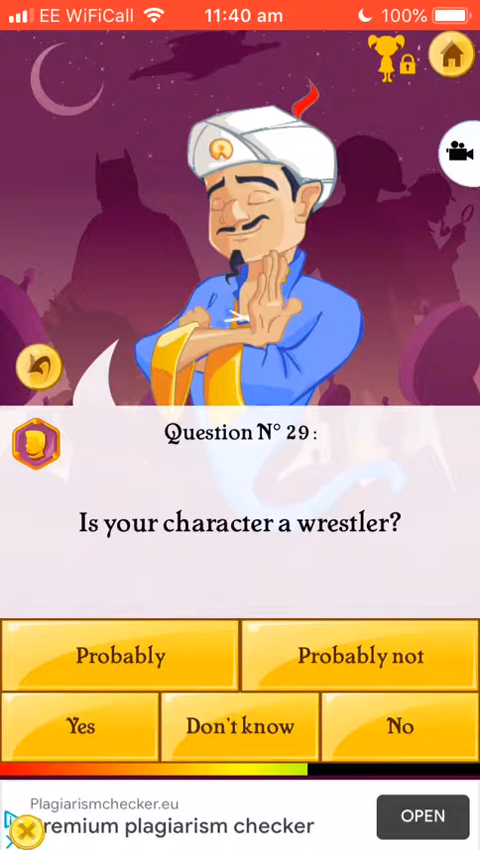 EE WiFiCall 11:40 am 100%
Question N° 29:
Is your character a wrestler?
Probably Probably not
Yes Don't know No
Plagiarismchecker.eu
remium plagiarism checker
OPEN